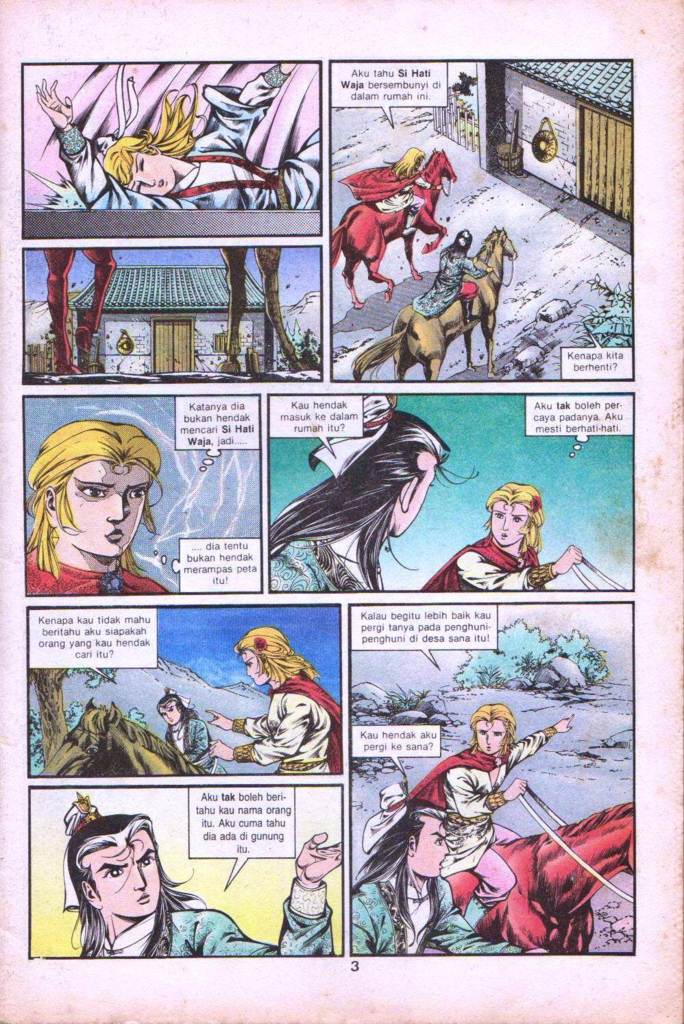 Aku tahu Si Hati
Waja bersembunyi di
dalam rumah ini.
Kenapa kita
berhenti?
Katanya dia
bukan hendak
mencari Si Hati
Waja, jadi.....
.... dia tentu
bukan hendak
merampas peta
itu!
Kau hendak
masuk ke dalam
rumah itu?
Aku tak boleh per-
caya padanya. Aku
mesti berhati-hati.
Kenapa kau tidak mahu
beritahu aku siapakah
orang yang kau hendak
cari itu?
Aku tak boleh beri-
tahu kau nama orang
itu. Aku cuma tahu
dia ada di gunung
itu.
Kalau begitu lebih baik kau
pergi tanya pada penghuni-
penghuni di desa sana itu!
Kau hendak aku
pergi ke sana?
3